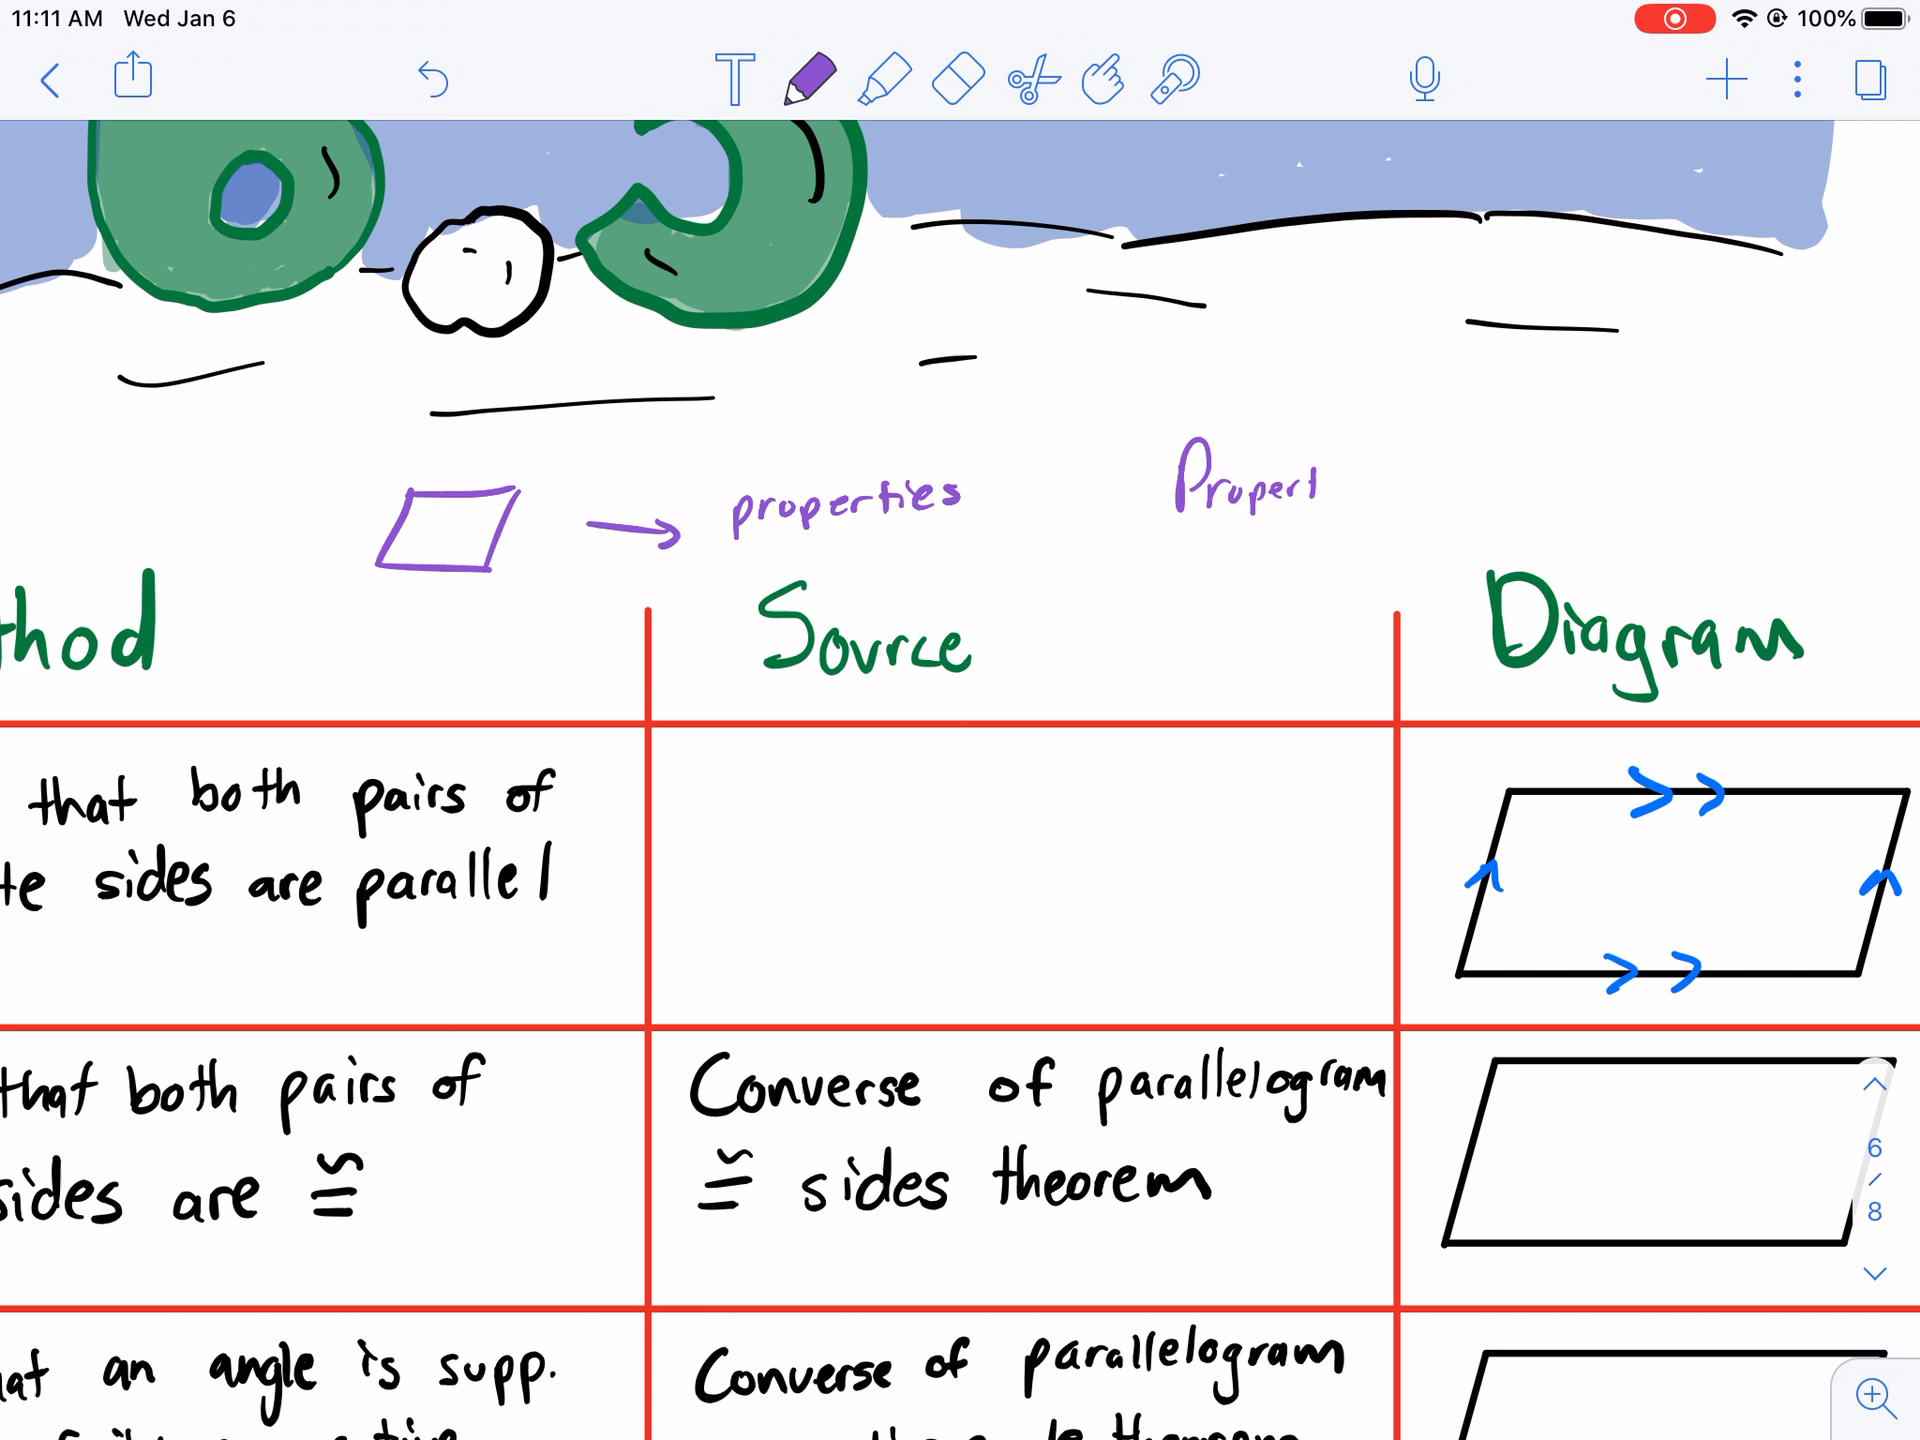 11:11 AM Wed Jan 6
100%
6-3
properties
Propert
thod
Source
Diagram
that both pairs of
te sides are parallel
that both pairs of
sides are ≅
Converse of parallelogram
≅ sides theorem
6
/
8
at an angle is supp.
Converse of parallelogram